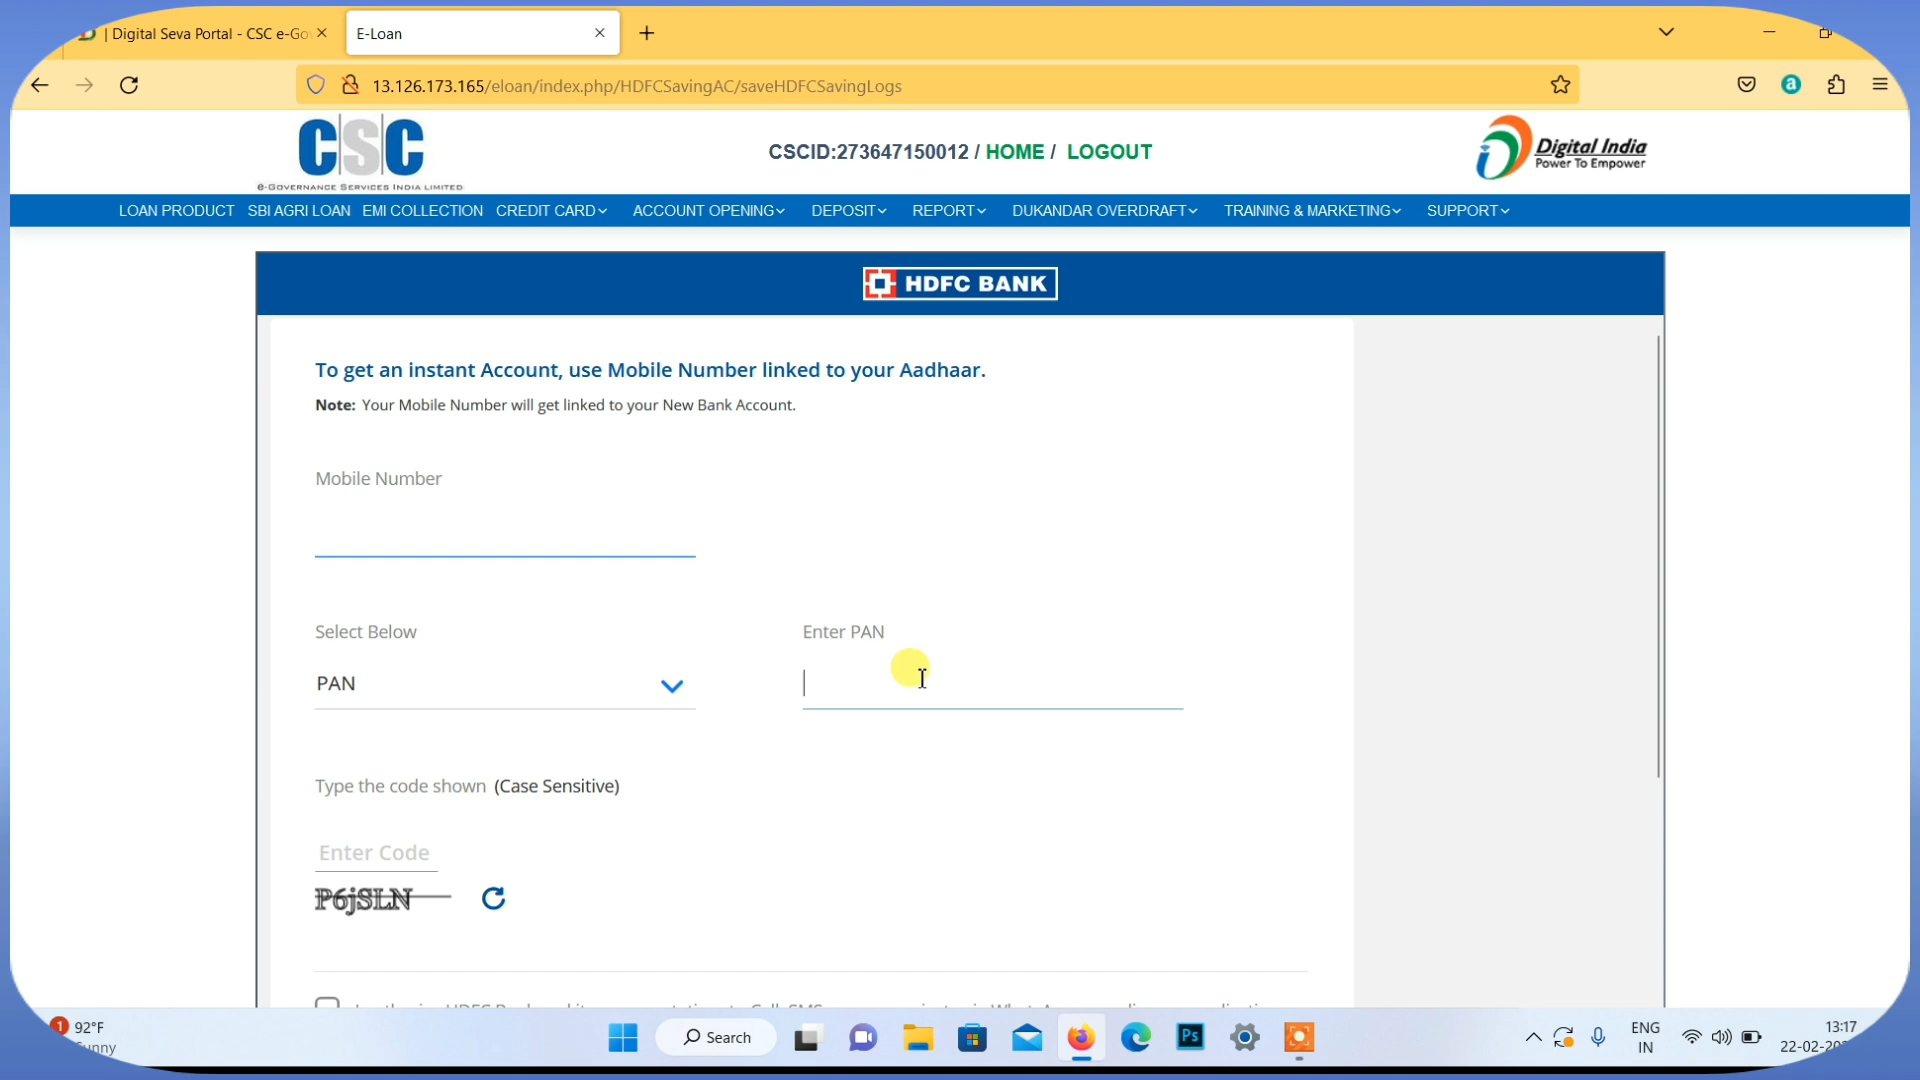 | Digital Seva Portal - CSC e-Go
E-Loan
13.126.173.165/eloan/index.php/HDFCSavingAC/saveHDFCSavingLogs
CSC
e-GOVERNANCE SERVICES INDIA LIMITED
CSCID:273647150012 / HOME / LOGOUT
Digital India
Power To Empower
LOAN PRODUCT SBI AGRI LOAN EMI COLLECTION CREDIT CARD ACCOUNT OPENING DEPOSIT REPORT DUKANDAR OVERDRAFT TRAINING & MARKETING SUPPORT
HDFC BANK
To get an instant Account, use Mobile Number linked to your Aadhaar.
Note: Your Mobile Number will get linked to your New Bank Account.
Mobile Number
Select Below
Enter PAN
PAN
Type the code shown (Case Sensitive)
Enter Code
P6jSLN
1
92°F
Search
Ps
ENG
IN
13:17
22-02-20